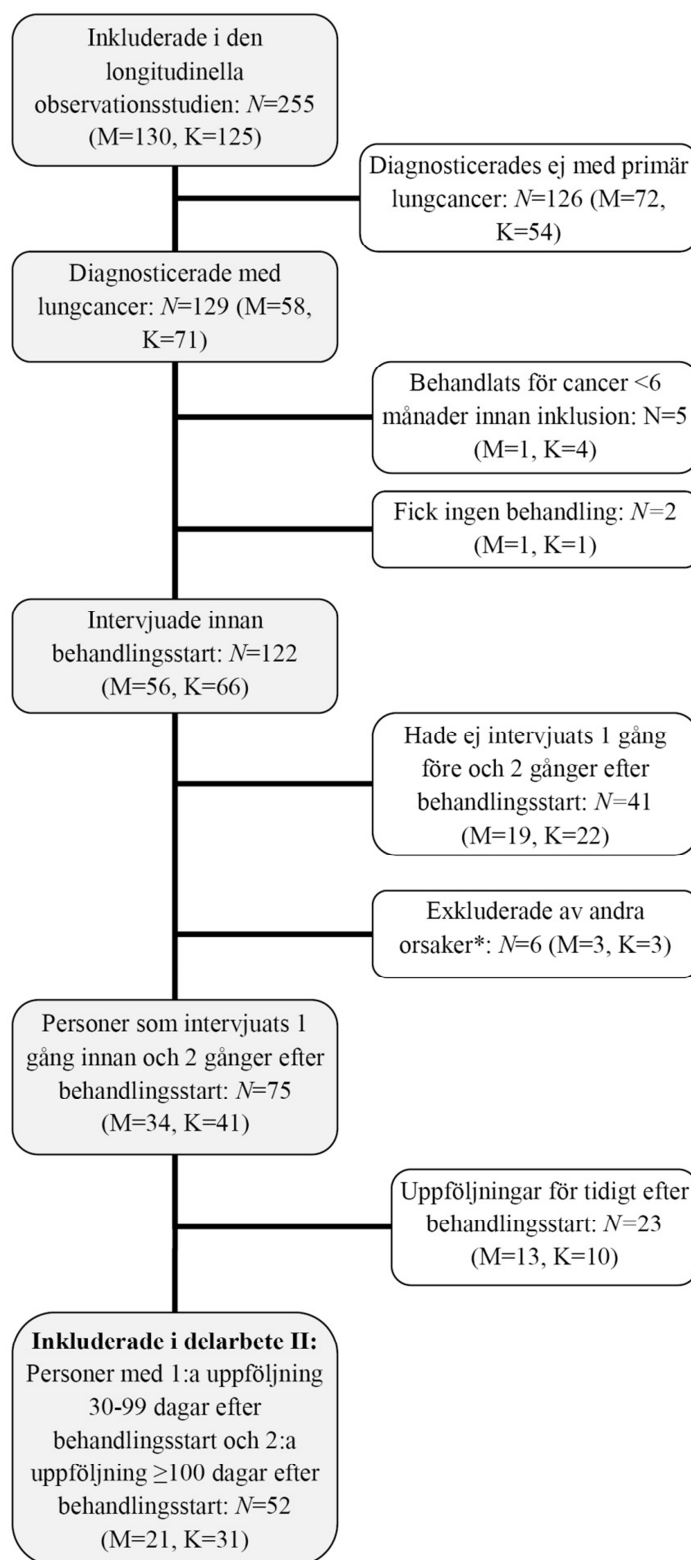 Inkluderade i den
longitudinella
observationsstudien: N=255
(M=130, K=125)
Diagnosticerades ej med primär
lungcancer: N=126 (M=72,
K=54)
Diagnosticerade med
lungcancer: N=129 (M=58,
K=71)
Behandlats för cancer <6
månader innan inklusion: N=5
(M=1, K=4)
Fick ingen behandling: N=2
(M=1, K=1)
Intervjuade innan
behandlingsstart: N=122
(M=56, K=66)
Hade ej intervjuats 1 gång
före och 2 gånger efter
behandlingsstart: N=41
(M=19, K=22)
Exkluderade av andra
orsaker*: N=6 (M=3, K=3)
Personer som intervjuats 1
gång innan och 2 gånger efter
behandlingsstart: N=75
(M=34, K=41)
Uppföljningar för tidigt efter
behandlingsstart: N=23
(M=13, K=10)
Inkluderade i delarbete II:
Personer med 1:a uppföljning
30-99 dagar efter
behandlingsstart och 2:a
uppföljning ≥100 dagar efter
behandlingsstart: N=52
(M=21, K=31)